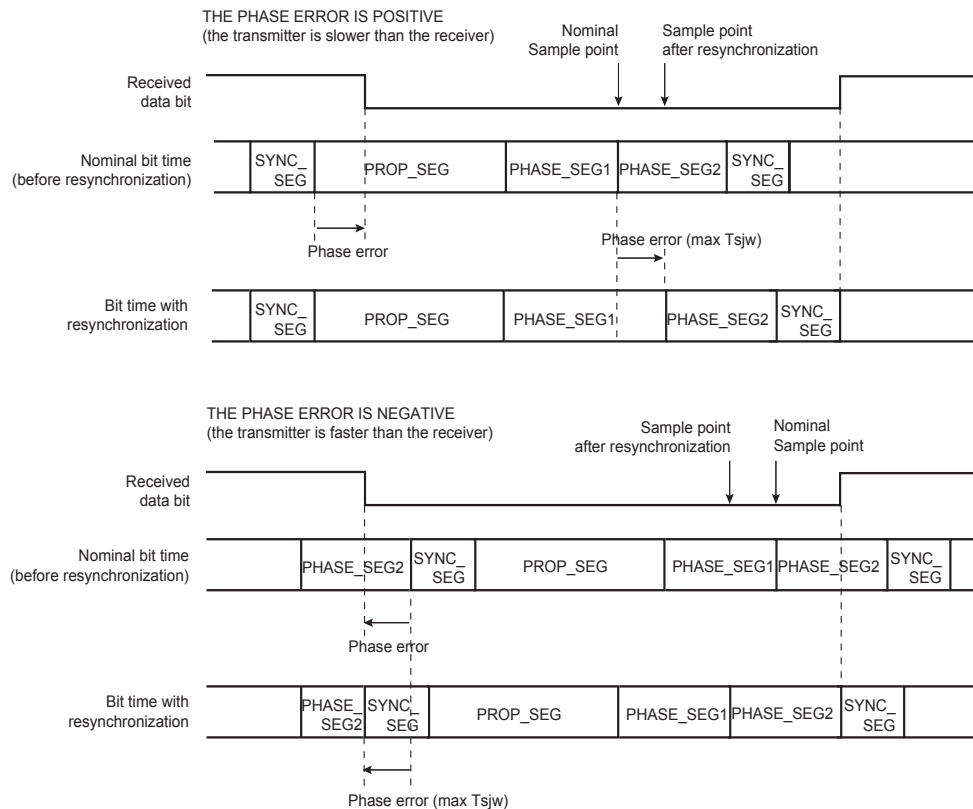 THE PHASE ERROR IS POSITIVE
(the transmitter is slower than the receiver)
Nominal
Sample point
Sample point
after resynchronization
Received
data bit
Nominal bit time
(before resynchronization)
SYNC_
SEG
PROP_SEG
PHASE_SEG1
PHASE_SEG2
SYNC_
SEG
Phase error
Phase error (max Tsjw)
Bit time with
resynchronization
SYNC_
SEG
PROP_SEG
PHASE_SEG1
PHASE_SEG2
SYNC_
SEG
THE PHASE ERROR IS NEGATIVE
(the transmitter is faster than the receiver)
Sample point
after resynchronization
Nominal
Sample point
Received
data bit
Nominal bit time
(before resynchronization)
PHASE_SEG2
SYNC_
SEG
PROP_SEG
PHASE_SEG1
PHASE_SEG2
SYNC_
SEG
Phase error
Bit time with
resynchronization
PHASE_
SEG2
SYNC_
SEG
PROP_SEG
PHASE_SEG1
PHASE_SEG2
SYNC_
SEG
Phase error (max Tsjw)